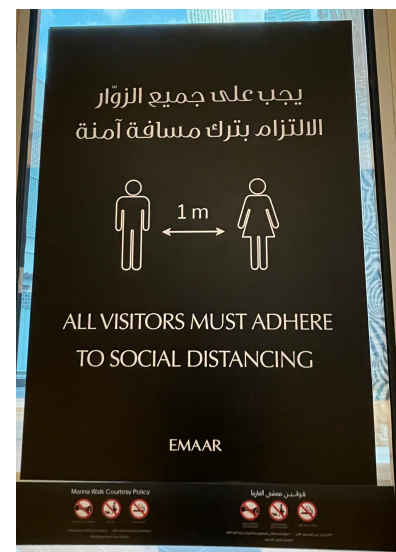 يجب على جميع الزوّار
الالتزام بترك مسافة آمنة
1 m
ALL VISITORS MUST ADHERE
TO SOCIAL DISTANCING
EMAAR
Marina Walk Courtesy Policy
قوانين ممشى المارينا